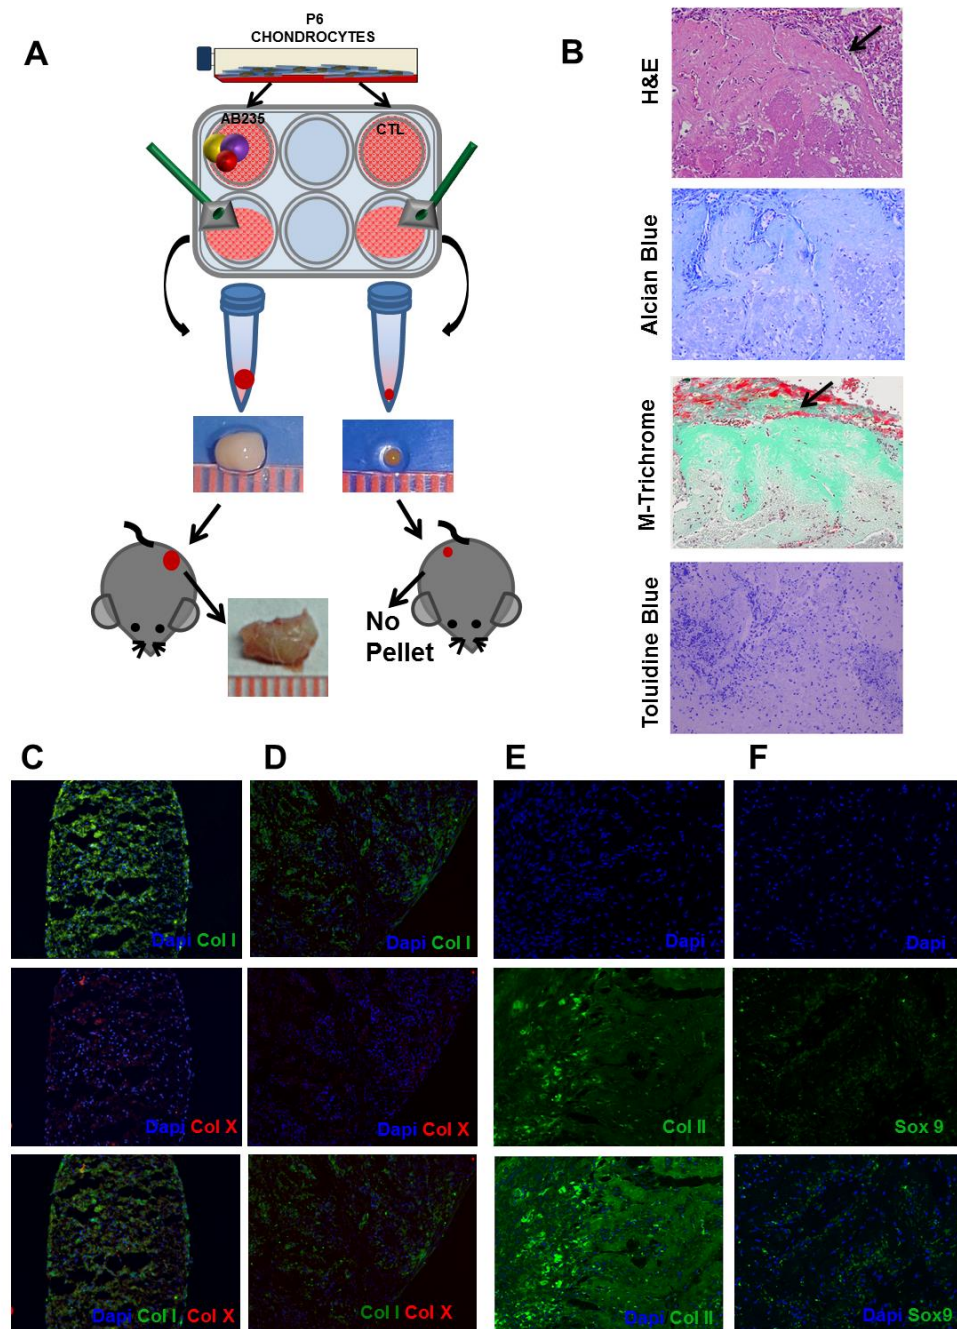 P6
CHONDROCYTES
A
AB235
CTL
No
Pellet
B
H&E
Alcian Blue
M-Trichrome
Toluidine Blue
C
D
E
F
Dapi Col I
Dapi Col I
Dapi
Dapi
Dapi Col X
Dapi Col X
Col II
Sox 9
Dapi Col I, Col X
Col I Col X
Dapi Col II
Dapi Sox9